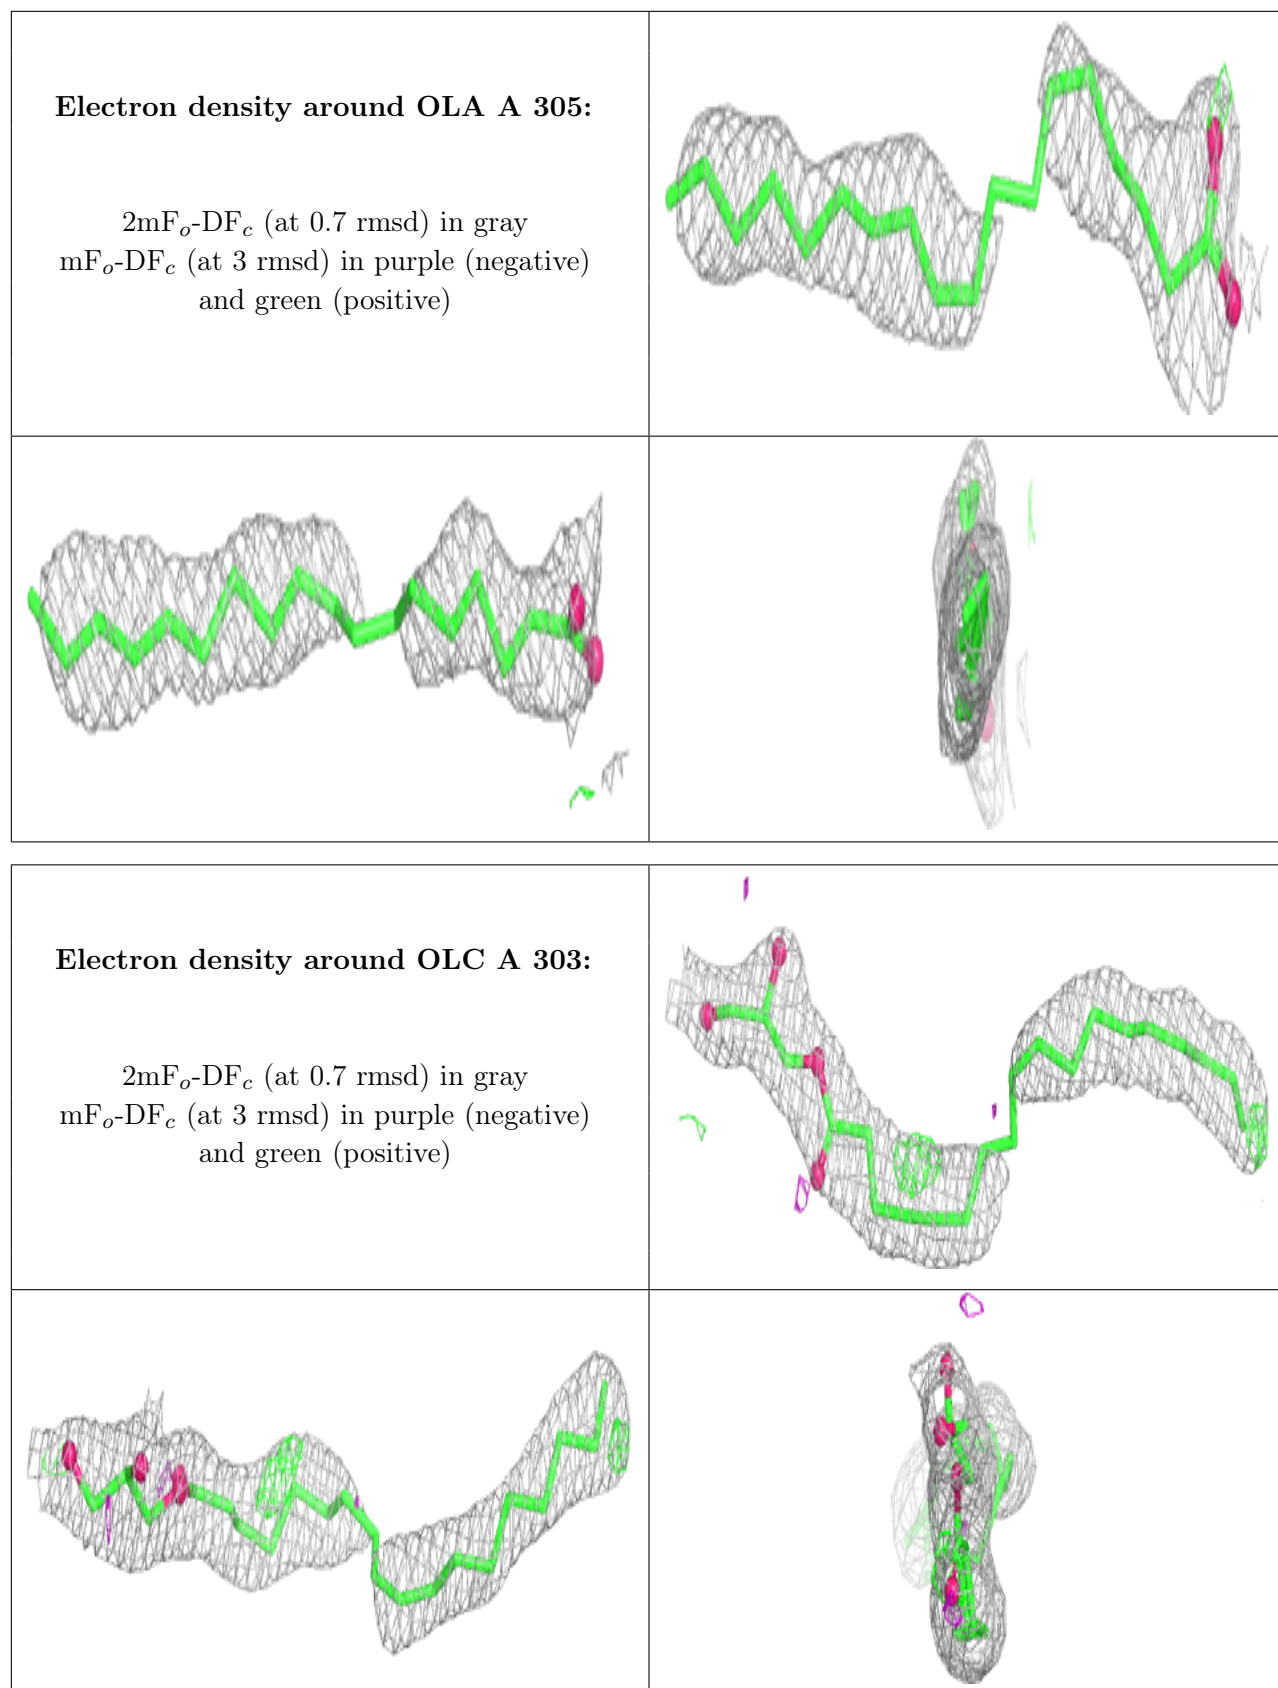 Electron density around OLA A 305:
2mFₒ-DF𝒸 (at 0.7 rmsd) in gray
mFₒ-DF𝒸 (at 3 rmsd) in purple (negative)
and green (positive)
Electron density around OLC A 303:
2mFₒ-DF𝒸 (at 0.7 rmsd) in gray
mFₒ-DF𝒸 (at 3 rmsd) in purple (negative)
and green (positive)